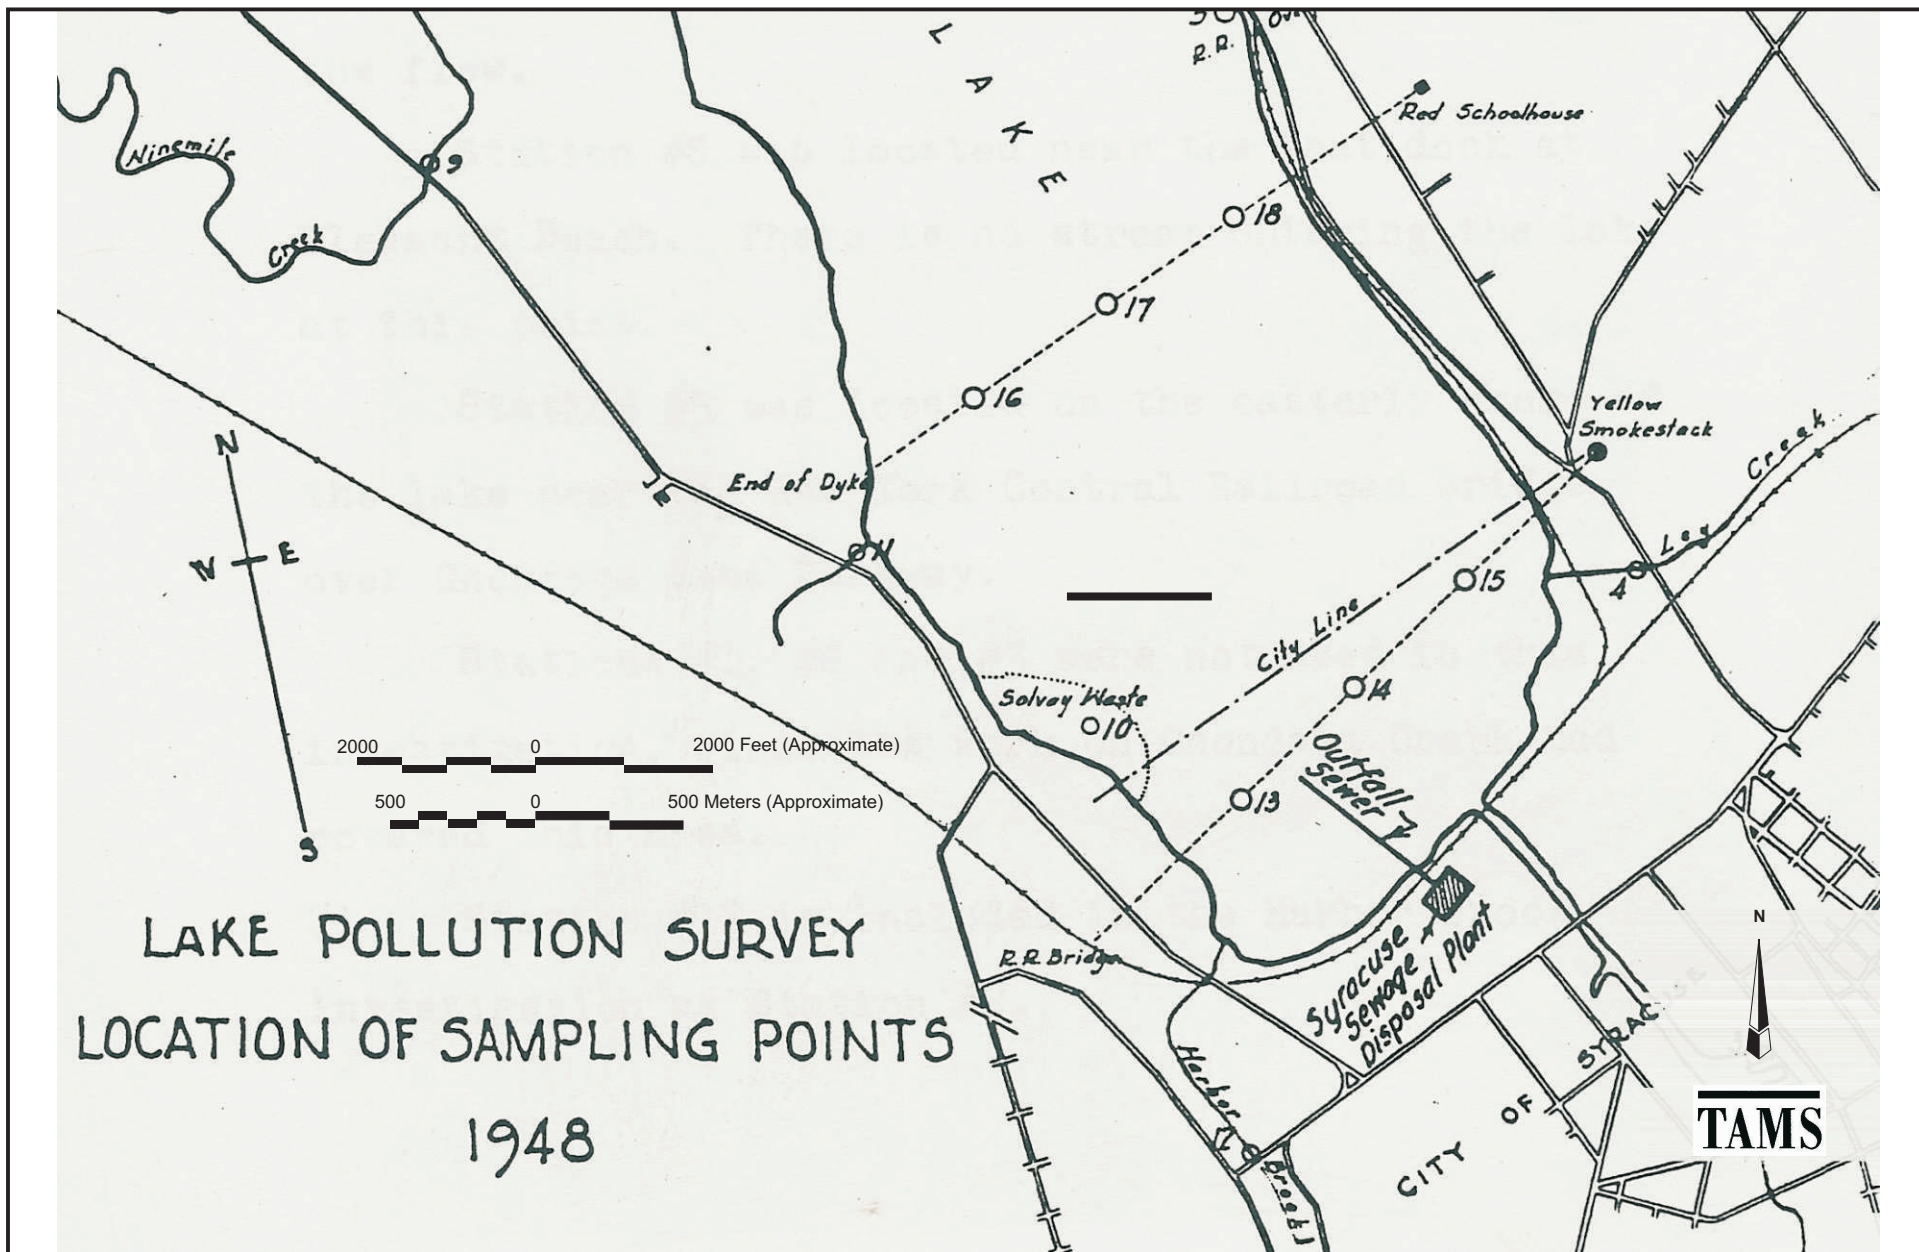 LAKE
R.R.
Red Schoolhouse
Ninemile
Creek
9
18
17
16
Yellow
Smokestack
Creek
Ley
4
N
W E
S
End of Dyke
11
15
City Line
14
Solvay Waste
10
13
2000 0 2000 Feet (Approximate)
500 0 500 Meters (Approximate)
Outfall
Sewer
LAKE POLLUTION SURVEY
LOCATION OF SAMPLING POINTS
1948
R.R. Bridge
Syracuse
Sewage
Disposal Plant
Harbor
Brook
CITY OF SYRAC
N
TAMS